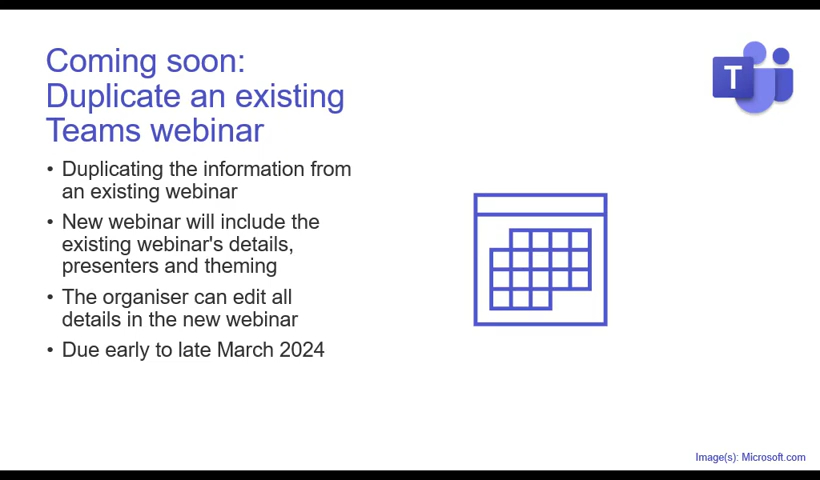 Coming soon:
Duplicate an existing
Teams webinar
T
• Duplicating the information from
an existing webinar
• New webinar will include the
existing webinar's details,
presenters and theming
• The organiser can edit all
details in the new webinar
• Due early to late March 2024
Image(s): Microsoft.com